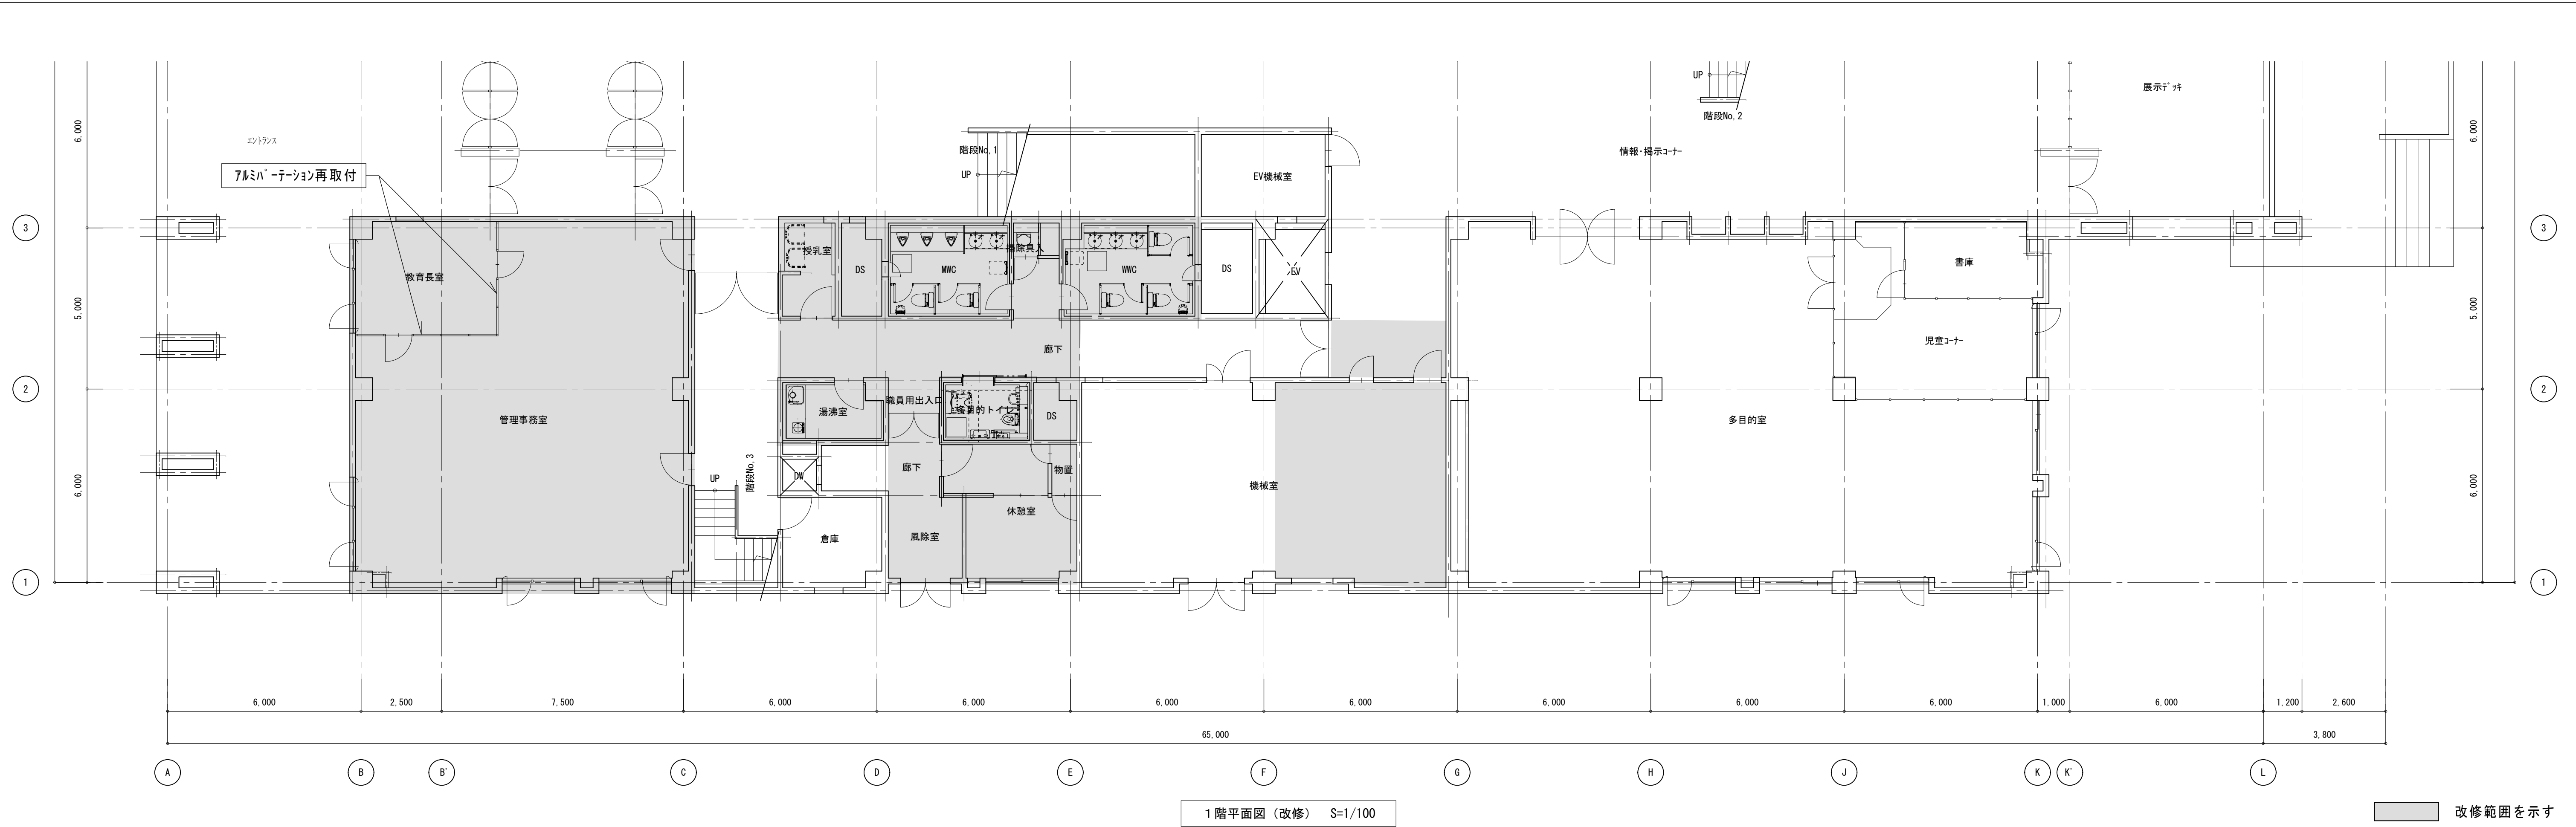 UP
階段No,2
展示ﾃﾞｯｷ
6,000
6,000
エントランス
階段No,1
UP
EV機械室
情報・掲示コーナー
ｱﾙﾐﾊﾟｰﾃｰｼｮﾝ再取付
3
3
教育長室
授乳室
DS
MWC
掃除具入
WWC
DS
EV
書庫
5,000
5,000
廊下
児童コーナー
2
2
管理事務室
湯沸室
職員用出入口
多目的トイレ
DS
多目的室
階段No,3
UP
DW
廊下
物置
機械室
6,000
6,000
休憩室
倉庫
風除室
1
1
6,000
2,500
7,500
6,000
6,000
6,000
6,000
6,000
6,000
6,000
1,000
6,000
1,200
2,600
65,000
3,800
A
B
B'
C
D
E
F
G
H
J
K
K'
L
1階平面図（改修）　S=1/100
改修範囲を示す